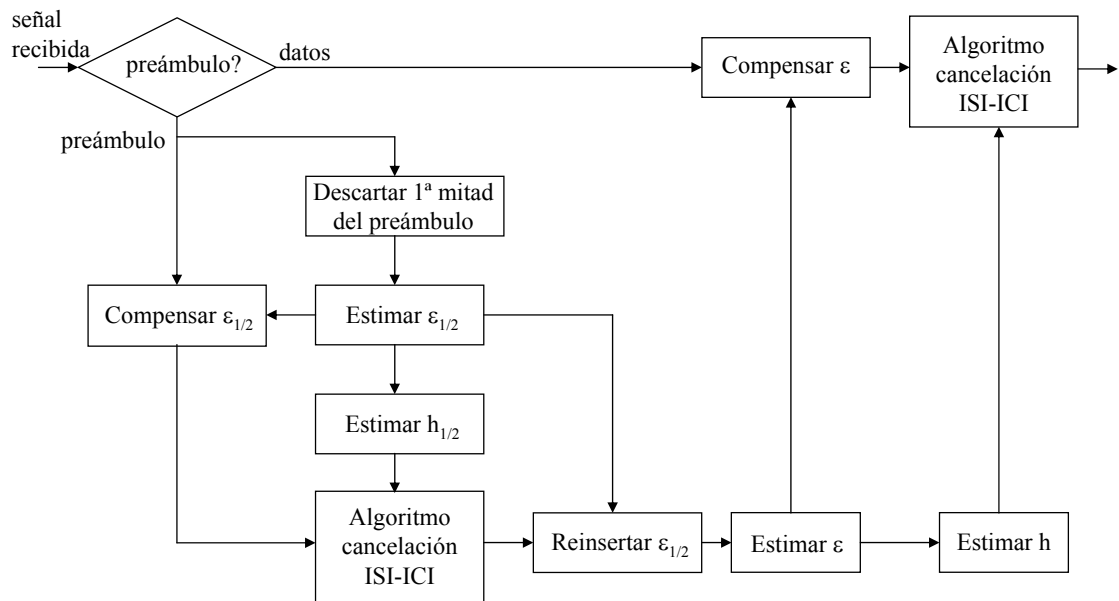 señal
recibida
preámbulo?
datos
Compensar ε
Algoritmo
cancelación
ISI-ICI
preámbulo
Descartar 1ª mitad
del preámbulo
Compensar ε1/2
Estimar ε1/2
Estimar h1/2
Algoritmo
cancelación
ISI-ICI
Reinsertar ε1/2
Estimar ε
Estimar h